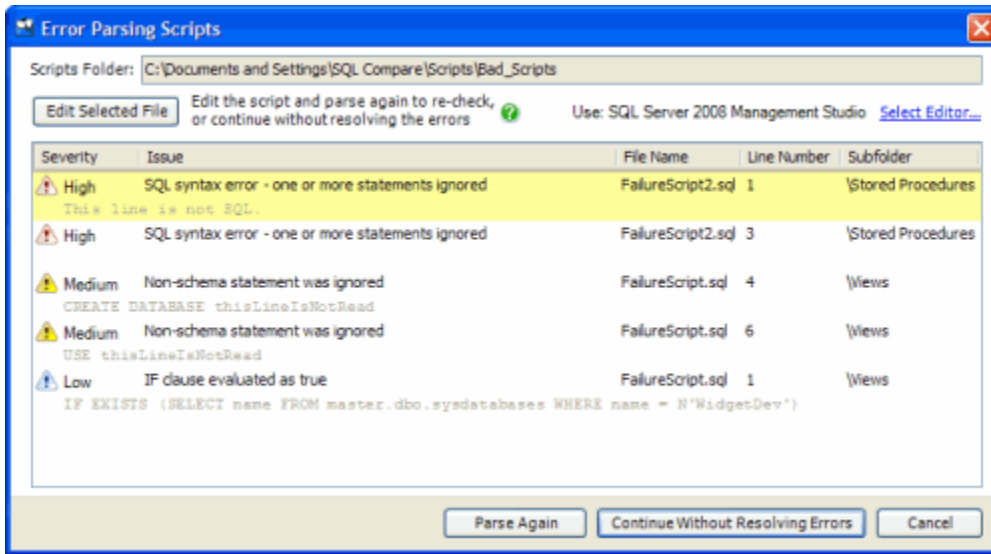 Error Parsing Scripts
Scripts Folder: C:\Documents and Settings\SQL Compare\Scripts\Bad_Scripts
Edit Selected File Edit the script and parse again to re-check, Use: SQL Server 2008 Management Studio Select Editor...
or continue without resolving the errors
Severity Issue File Name Line Number Subfolder
High SQL syntax error - one or more statements ignored FailureScript2.sql 1 \Stored Procedures
This line is not SQL.
High SQL syntax error - one or more statements ignored FailureScript2.sql 3 \Stored Procedures
Medium Non-schema statement was ignored FailureScript.sql 4 \Views
CREATE DATABASE thisLineIsNotRead
Medium Non-schema statement was ignored FailureScript.sql 6 \Views
USE thisLineIsNotRead
Low IF clause evaluated as true FailureScript.sql 1 \Views
IF EXISTS (SELECT name FROM master.dbo.sysdatabases WHERE name = N'WidgetDev')
Parse Again Continue Without Resolving Errors Cancel